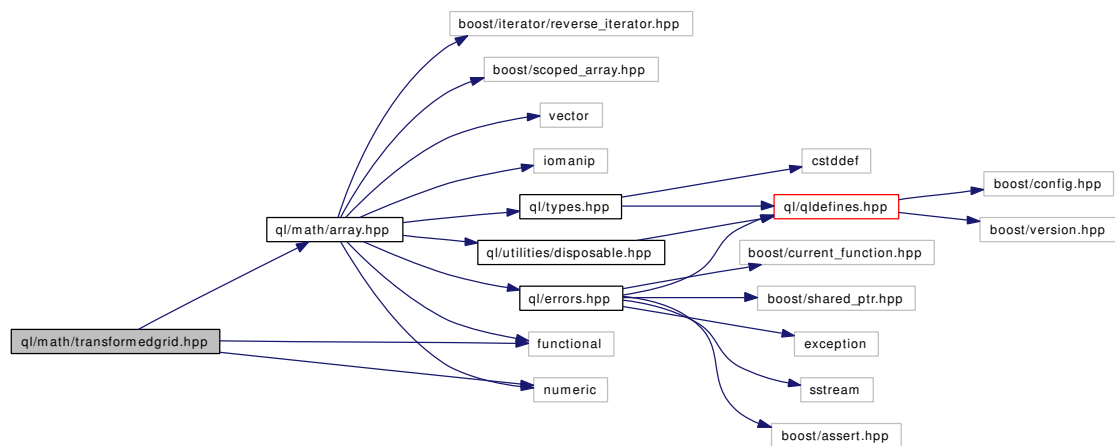 boost/iterator/reverse_iterator.hpp
boost/scoped_array.hpp
vector
iomanip
cstddef
boost/config.hpp
ql/types.hpp
ql/qldefines.hpp
ql/math/array.hpp
boost/version.hpp
ql/utilities/disposable.hpp
boost/current_function.hpp
ql/errors.hpp
boost/shared_ptr.hpp
ql/math/transformedgrid.hpp
functional
exception
numeric
sstream
boost/assert.hpp